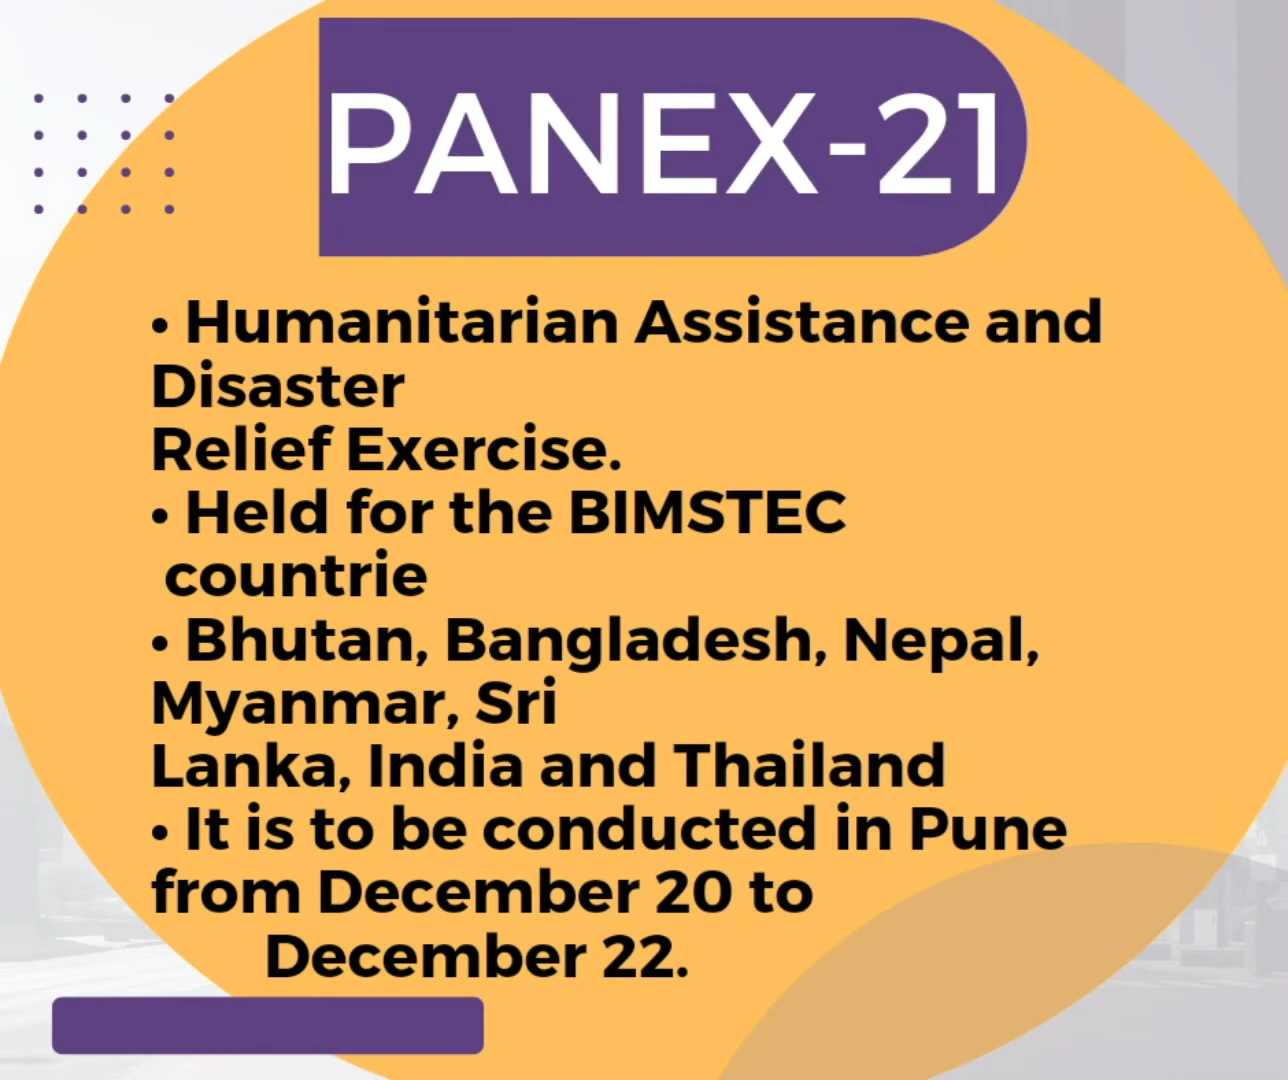 PANEX-21
• Humanitarian Assistance and
Disaster
Relief Exercise.
• Held for the BIMSTEC
countrie
• Bhutan, Bangladesh, Nepal,
Myanmar, Sri
Lanka, India and Thailand
• It is to be conducted in Pune
from December 20 to
December 22.